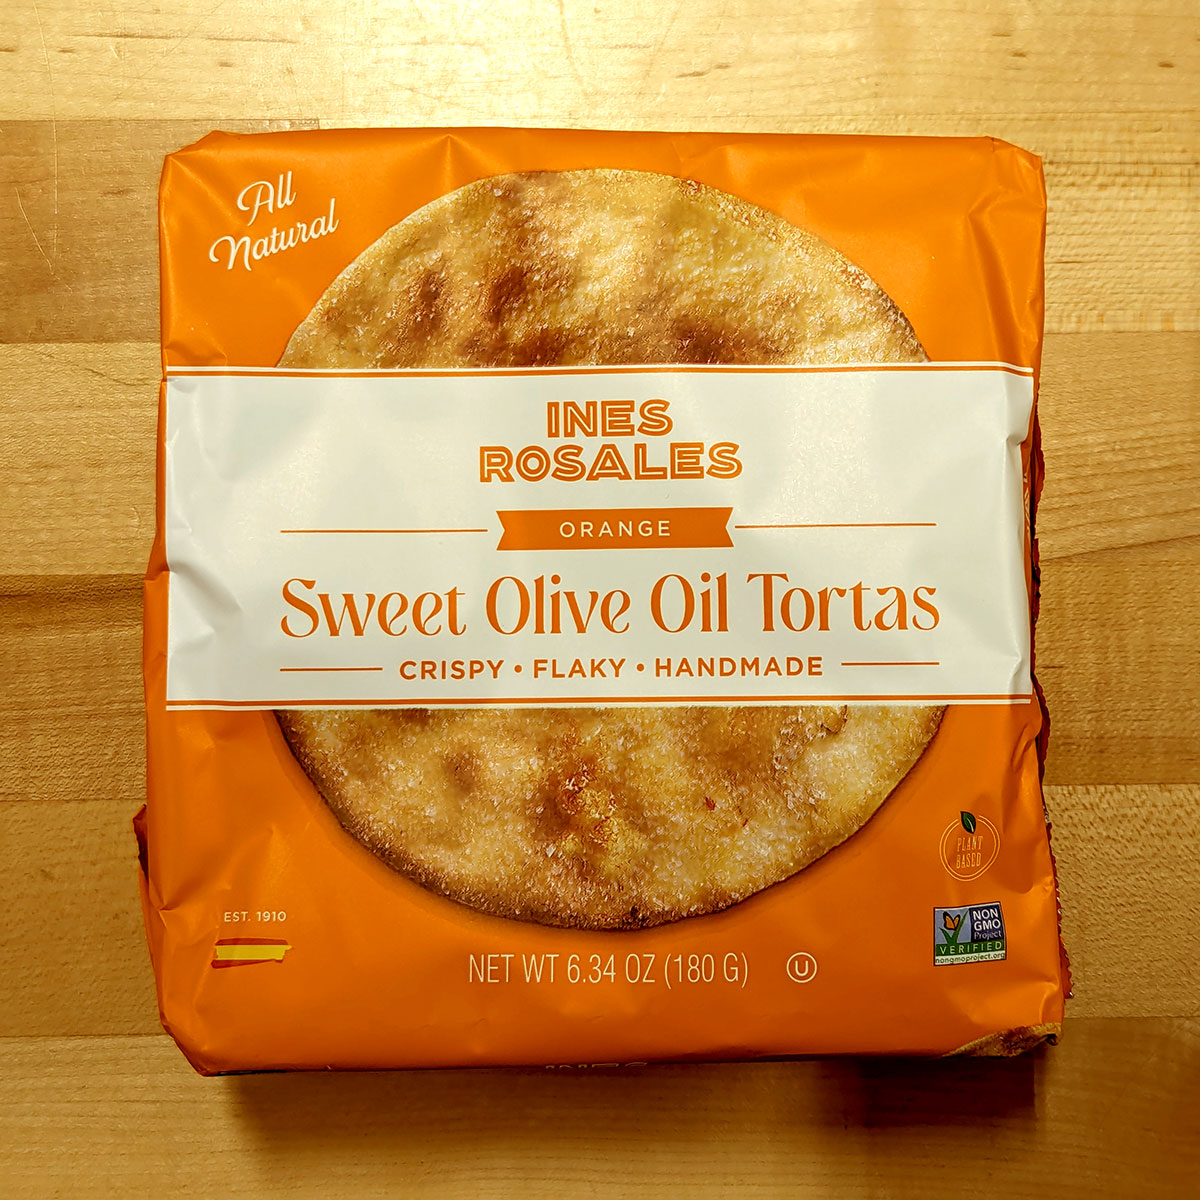 All
Natural
INES
ROSALES
ORANGE
Sweet Olive Oil Tortas
CRISPY • FLAKY • HANDMADE
PLANT
BASED
EST. 1910
NON
GMO
Project
VERIFIED
nongmoproject.org
NET WT 6.34 OZ (180 G)
U